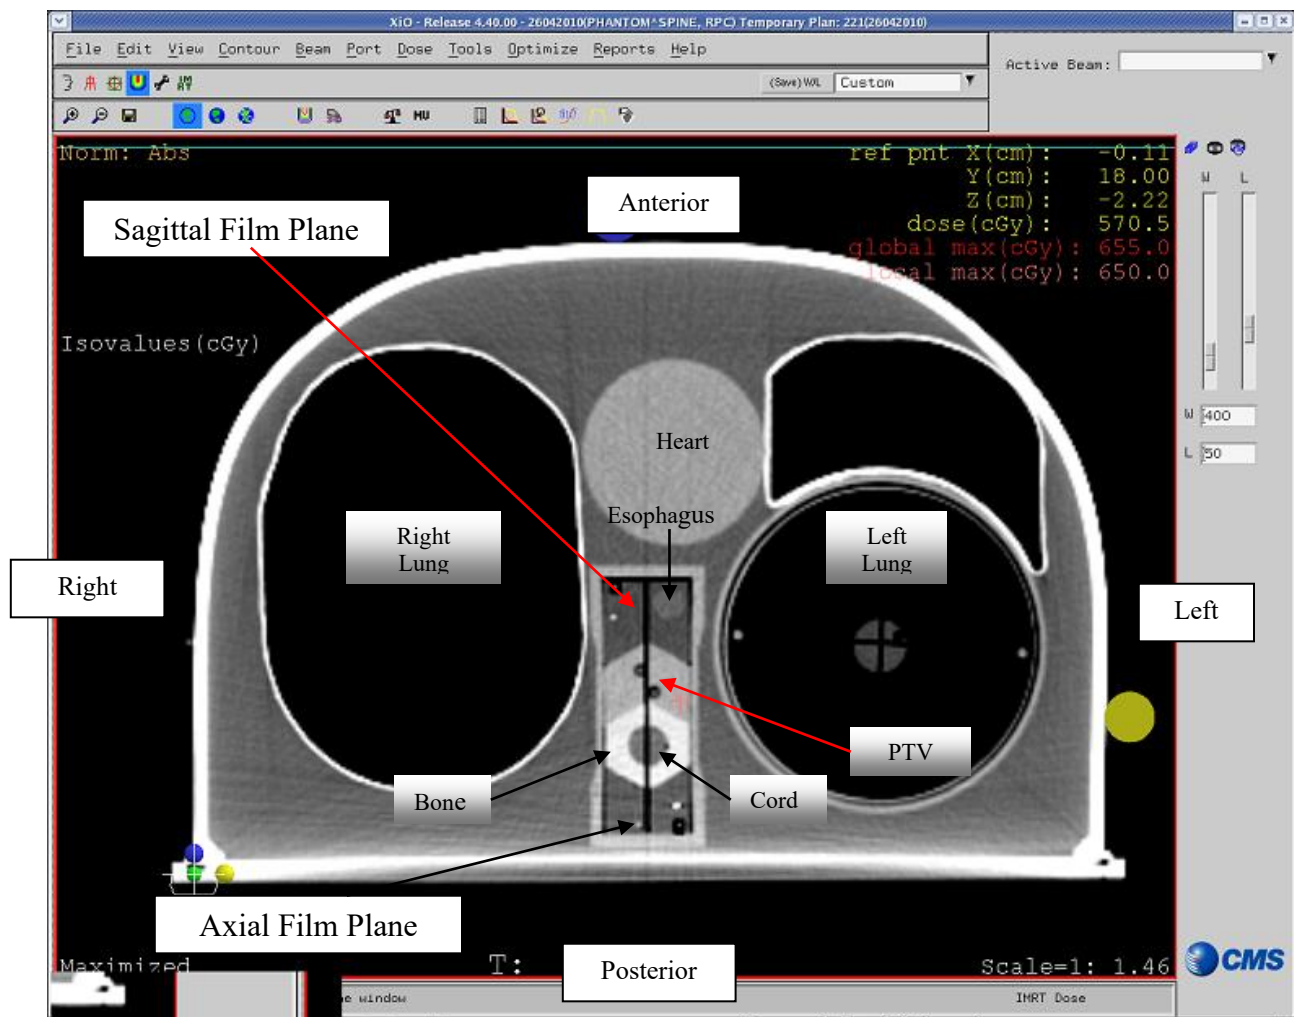 XiO - Release 4.40.00 - 26042010(PHANTOM^SPINE, RPC) Temporary Plan: 221(26042010)
File Edit View Contour Beam Port Dose Tools Optimize Reports Help
Active Beam:
(Save) W/L Custom
MU
Norm: Abs
ref pnt X(cm): -0.11
Y(cm): 18.00
Z(cm): -2.22
dose(cGy): 570.5
global max(cGy): 655.0
local max(cGy): 650.0
W L
Anterior
Sagittal Film Plane
Isovalues(cGy)
W 400
L 50
Heart
Esophagus
Right
Lung
Left
Lung
Right
Left
PTV
Bone
Cord
Axial Film Plane
Maximized
T:
Posterior
Scale=1: 1.46
CMS
window
IMRT Dose